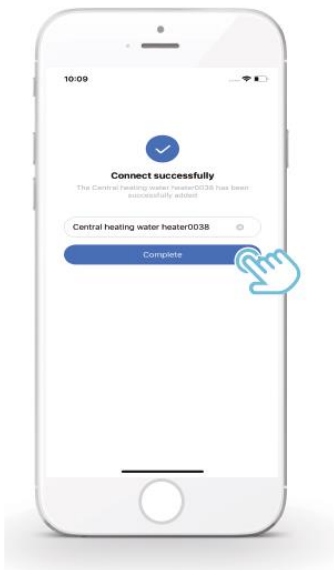 10:09
Connect successfully
The Central heating water heater0038 has been
successfully added
Central heating water heater0038
Complete